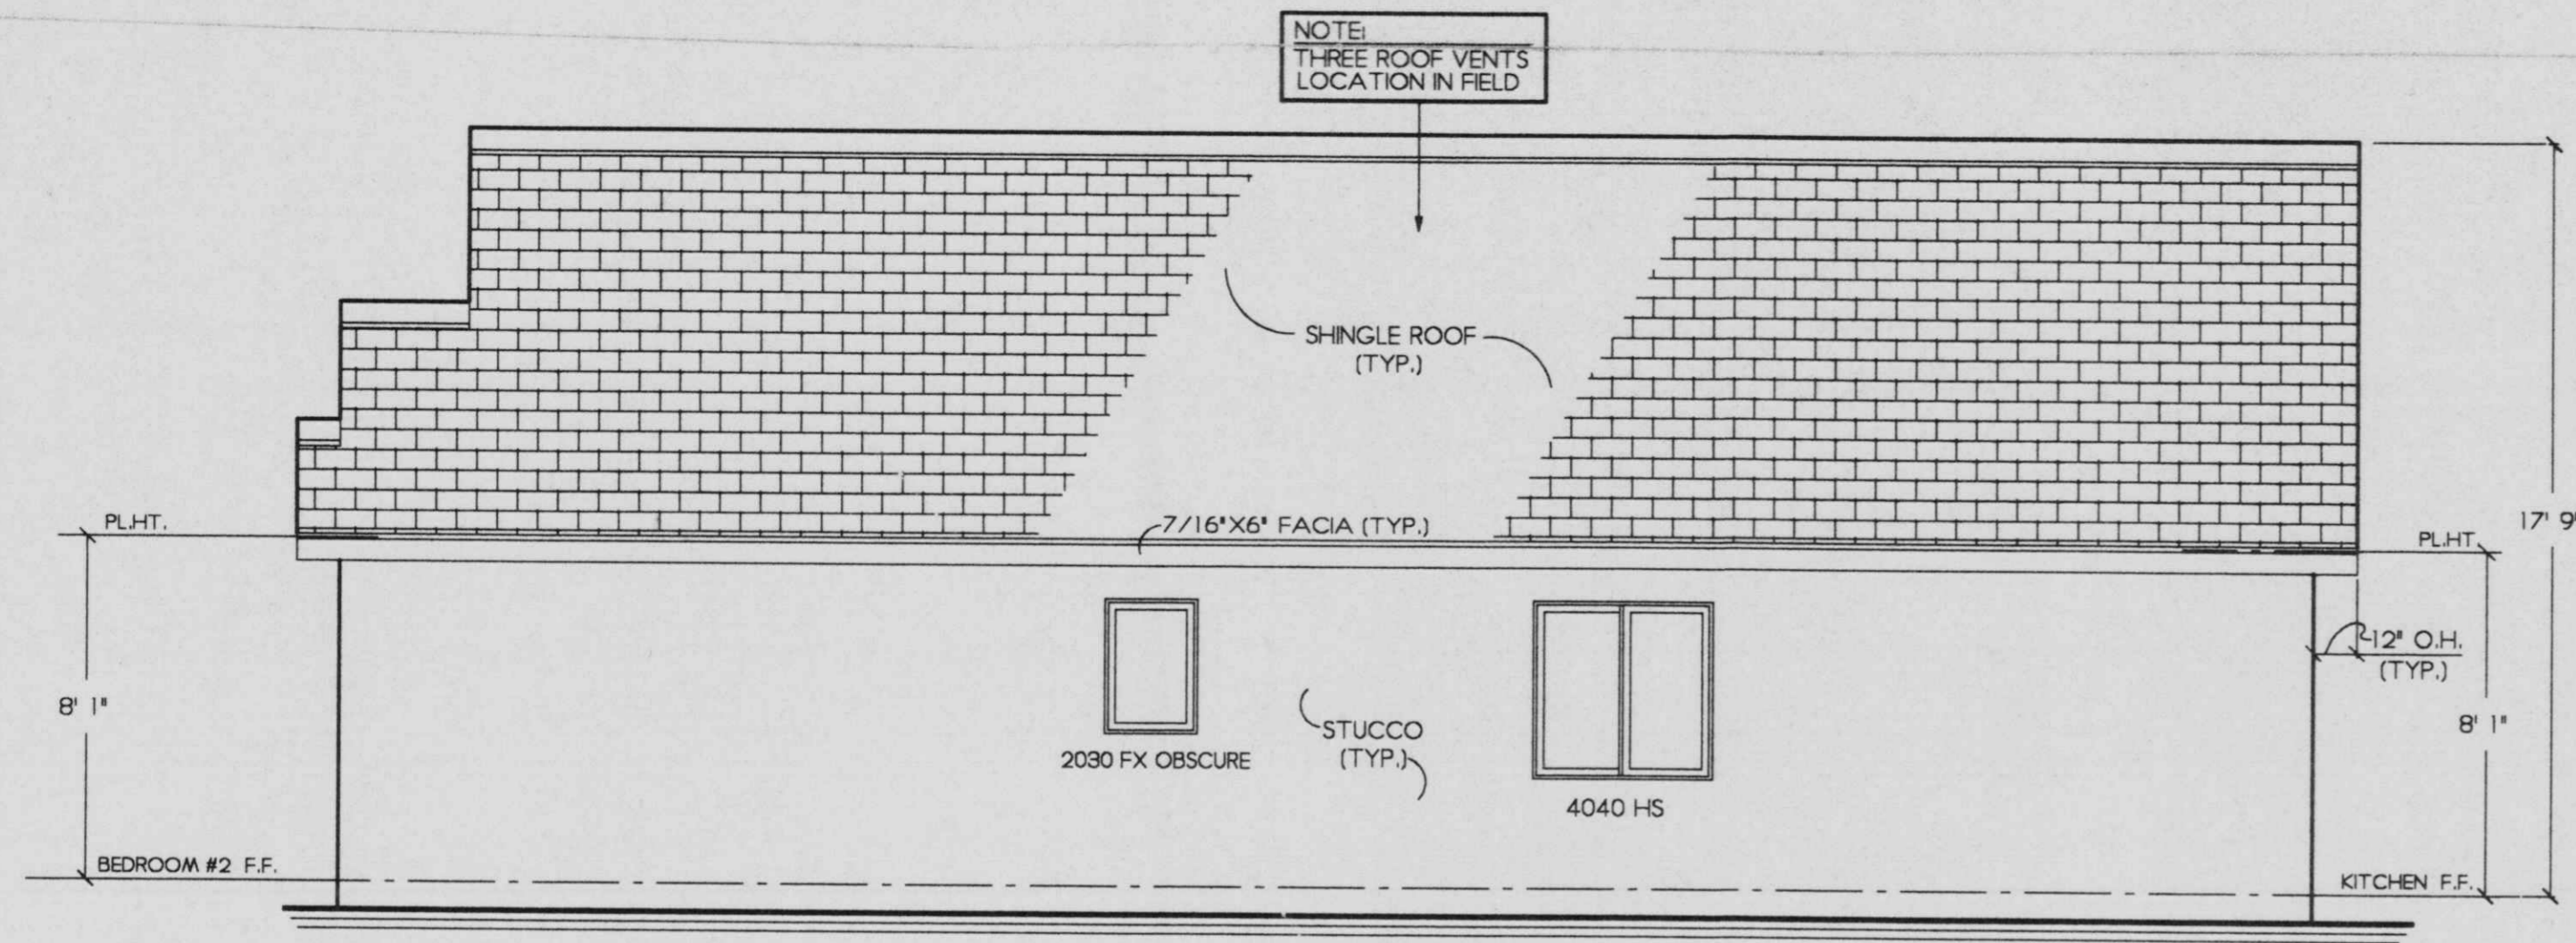 NOTE:
THREE ROOF VENTS
LOCATION IN FIELD
SHINGLE ROOF
(TYP.)
PL.HT.
7/16"X6" FACIA (TYP.)
17' 9"
PL.HT.
12" O.H.
(TYP.)
8' 1"
STUCCO
(TYP.)
8' 1"
2030 FX OBSCURE
4040 HS
BEDROOM #2 F.F.
KITCHEN F.F.